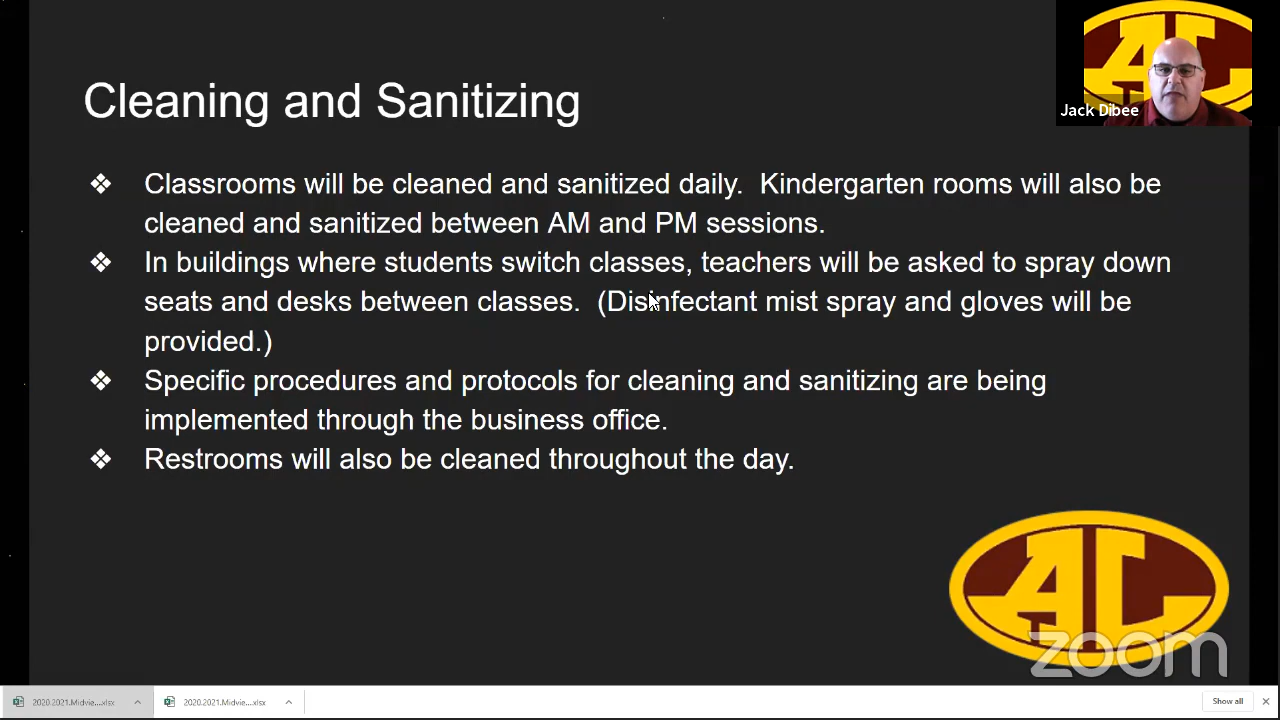 Cleaning and Sanitizing
AL
Jack Dibee
❖ Classrooms will be cleaned and sanitized daily.  Kindergarten rooms will also be
cleaned and sanitized between AM and PM sessions.
❖ In buildings where students switch classes, teachers will be asked to spray down
seats and desks between classes.  (Disinfectant mist spray and gloves will be
provided.)
❖ Specific procedures and protocols for cleaning and sanitizing are being
implemented through the business office.
❖ Restrooms will also be cleaned throughout the day.
AL
zoom
2020.2021.Midvie....xlsx
2020.2021.Midvie....xlsx
Show all